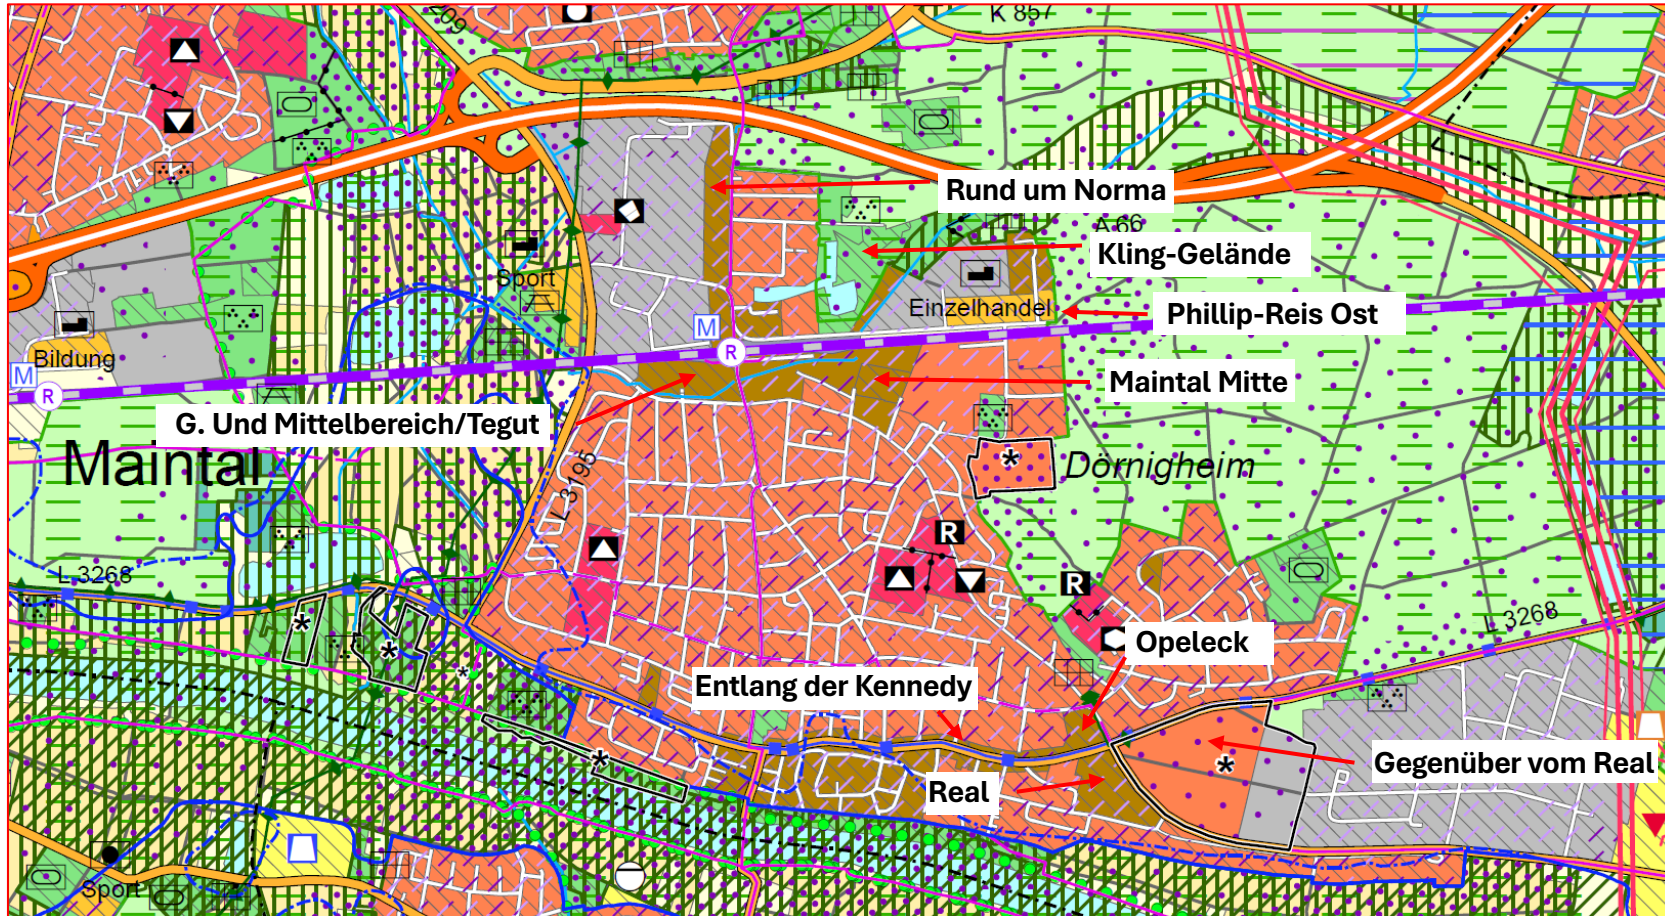 209
K 857
Rund um Norma
A 66
Kling-Gelände
Sport
Einzelhandel
Phillip-Reis Ost
M
R
Bildung
M
R
Maintal Mitte
G. Und Mittelbereich/Tegut
Maintal
Dörnigheim
L 3195
R
R
L 3268
L 3268
Opeleck
Entlang der Kennedy
Gegenüber vom Real
Real
Sport